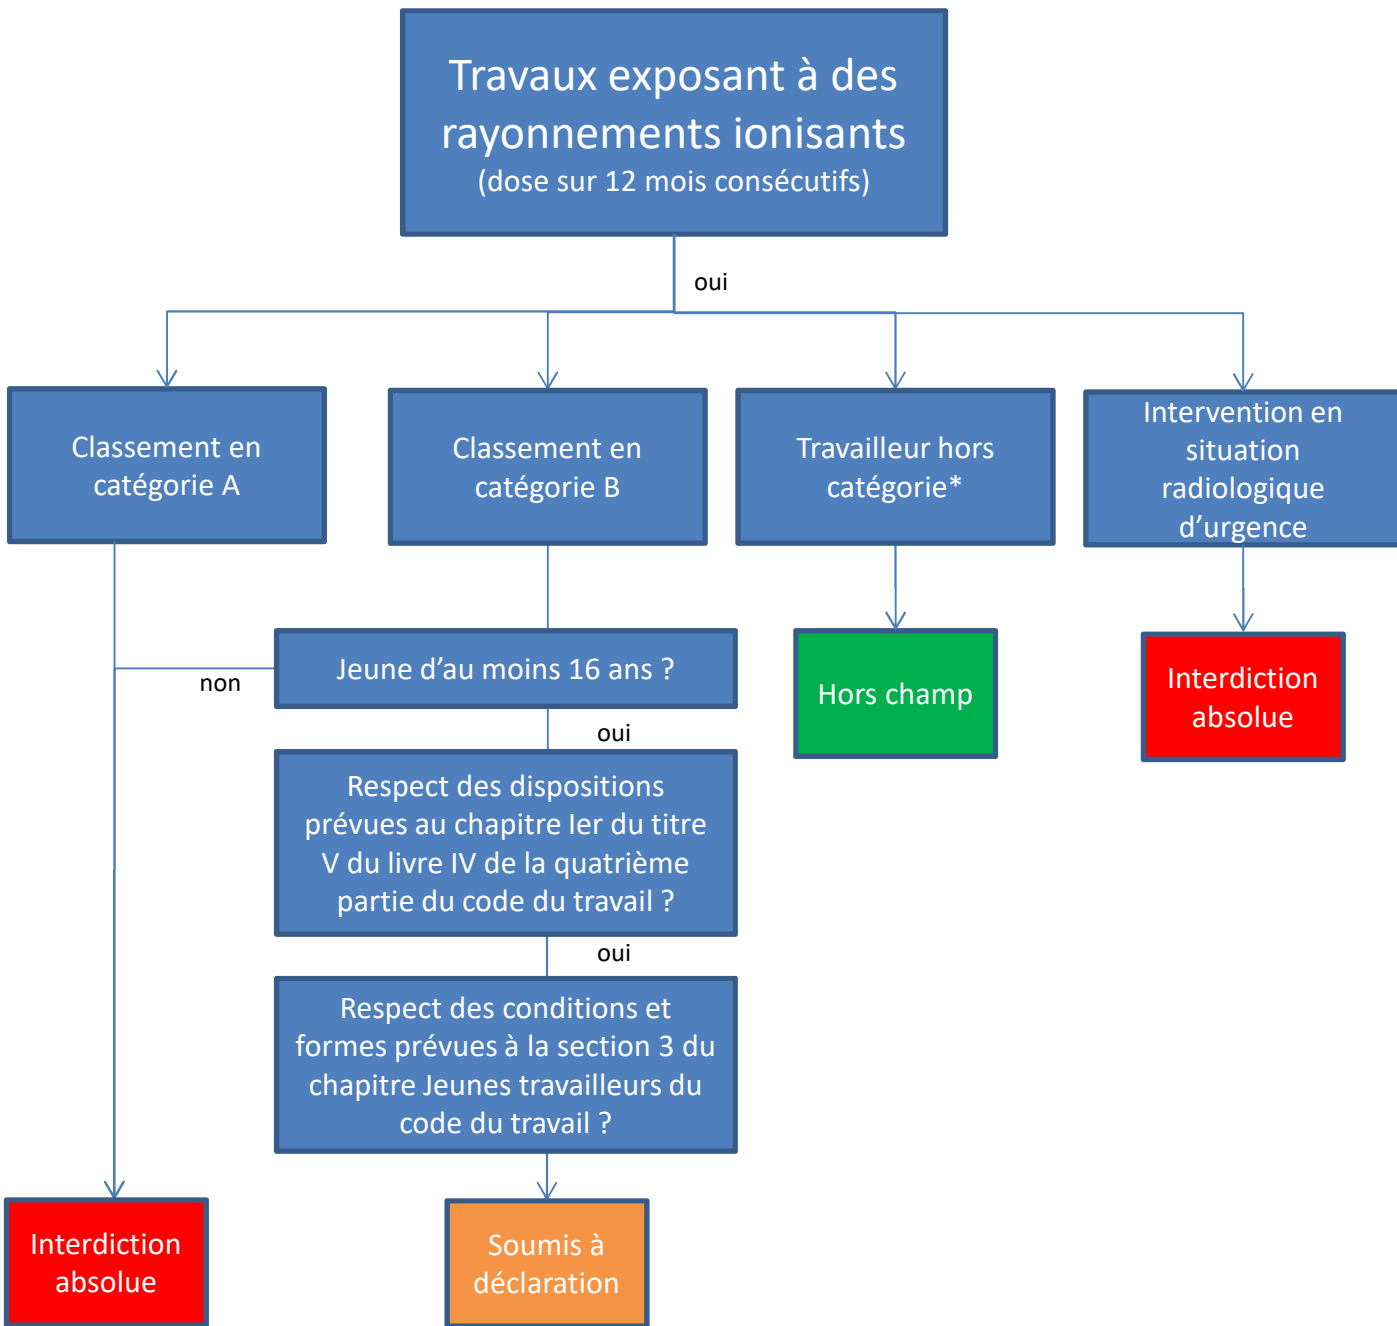 Travaux exposant à des
rayonnements ionisants
(dose sur 12 mois consécutifs)
oui
Classement en
catégorie A
Classement en
catégorie B
Travailleur hors
catégorie*
Intervention en
situation
radiologique
d’urgence
Jeune d’au moins 16 ans ?
non
Hors champ
Interdiction
absolue
oui
Respect des dispositions
prévues au chapitre Ier du titre
V du livre IV de la quatrième
partie du code du travail ?
oui
Respect des conditions et
formes prévues à la section 3 du
chapitre Jeunes travailleurs du
code du travail ?
Interdiction
absolue
Soumis à
déclaration